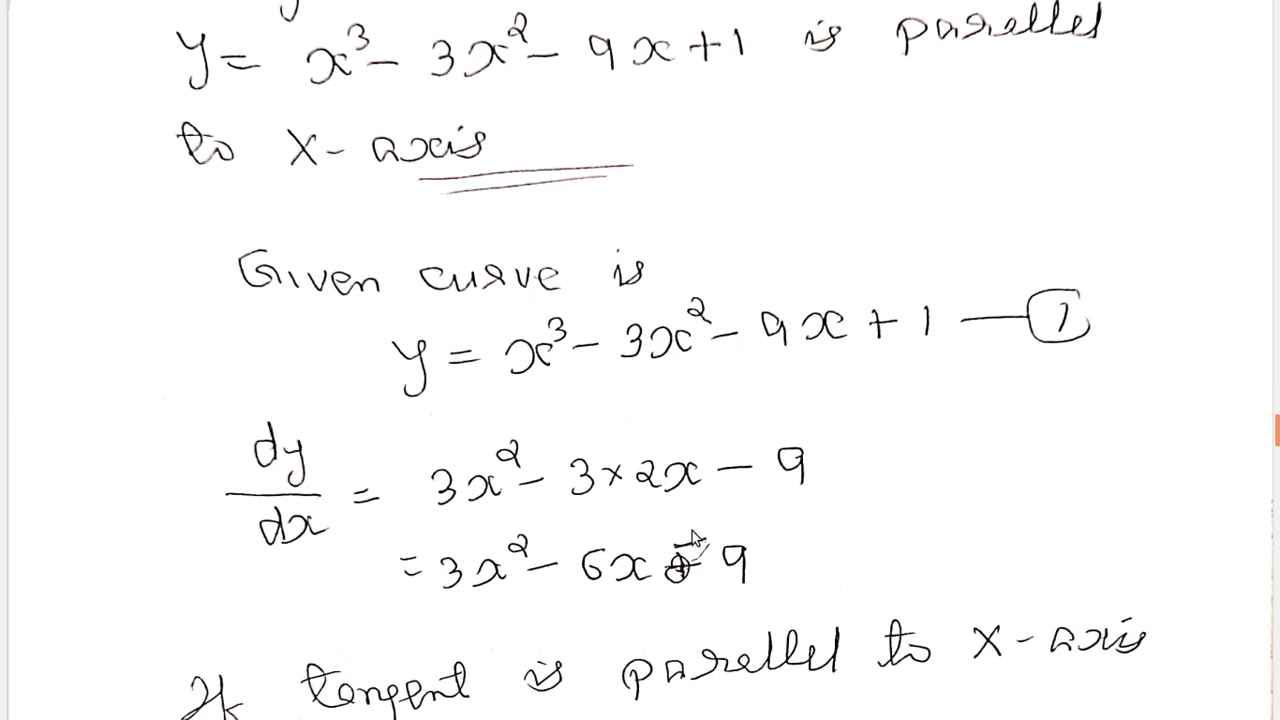 y = x³ - 3x² - 9x + 1 is parallel
to X-axis
Given curve is
y = x³ - 3x² - 9x + 1 — ①
dy/dx = 3x² - 3×2x - 9
= 3x² - 6x - 9
If tangent is parallel to X-axis